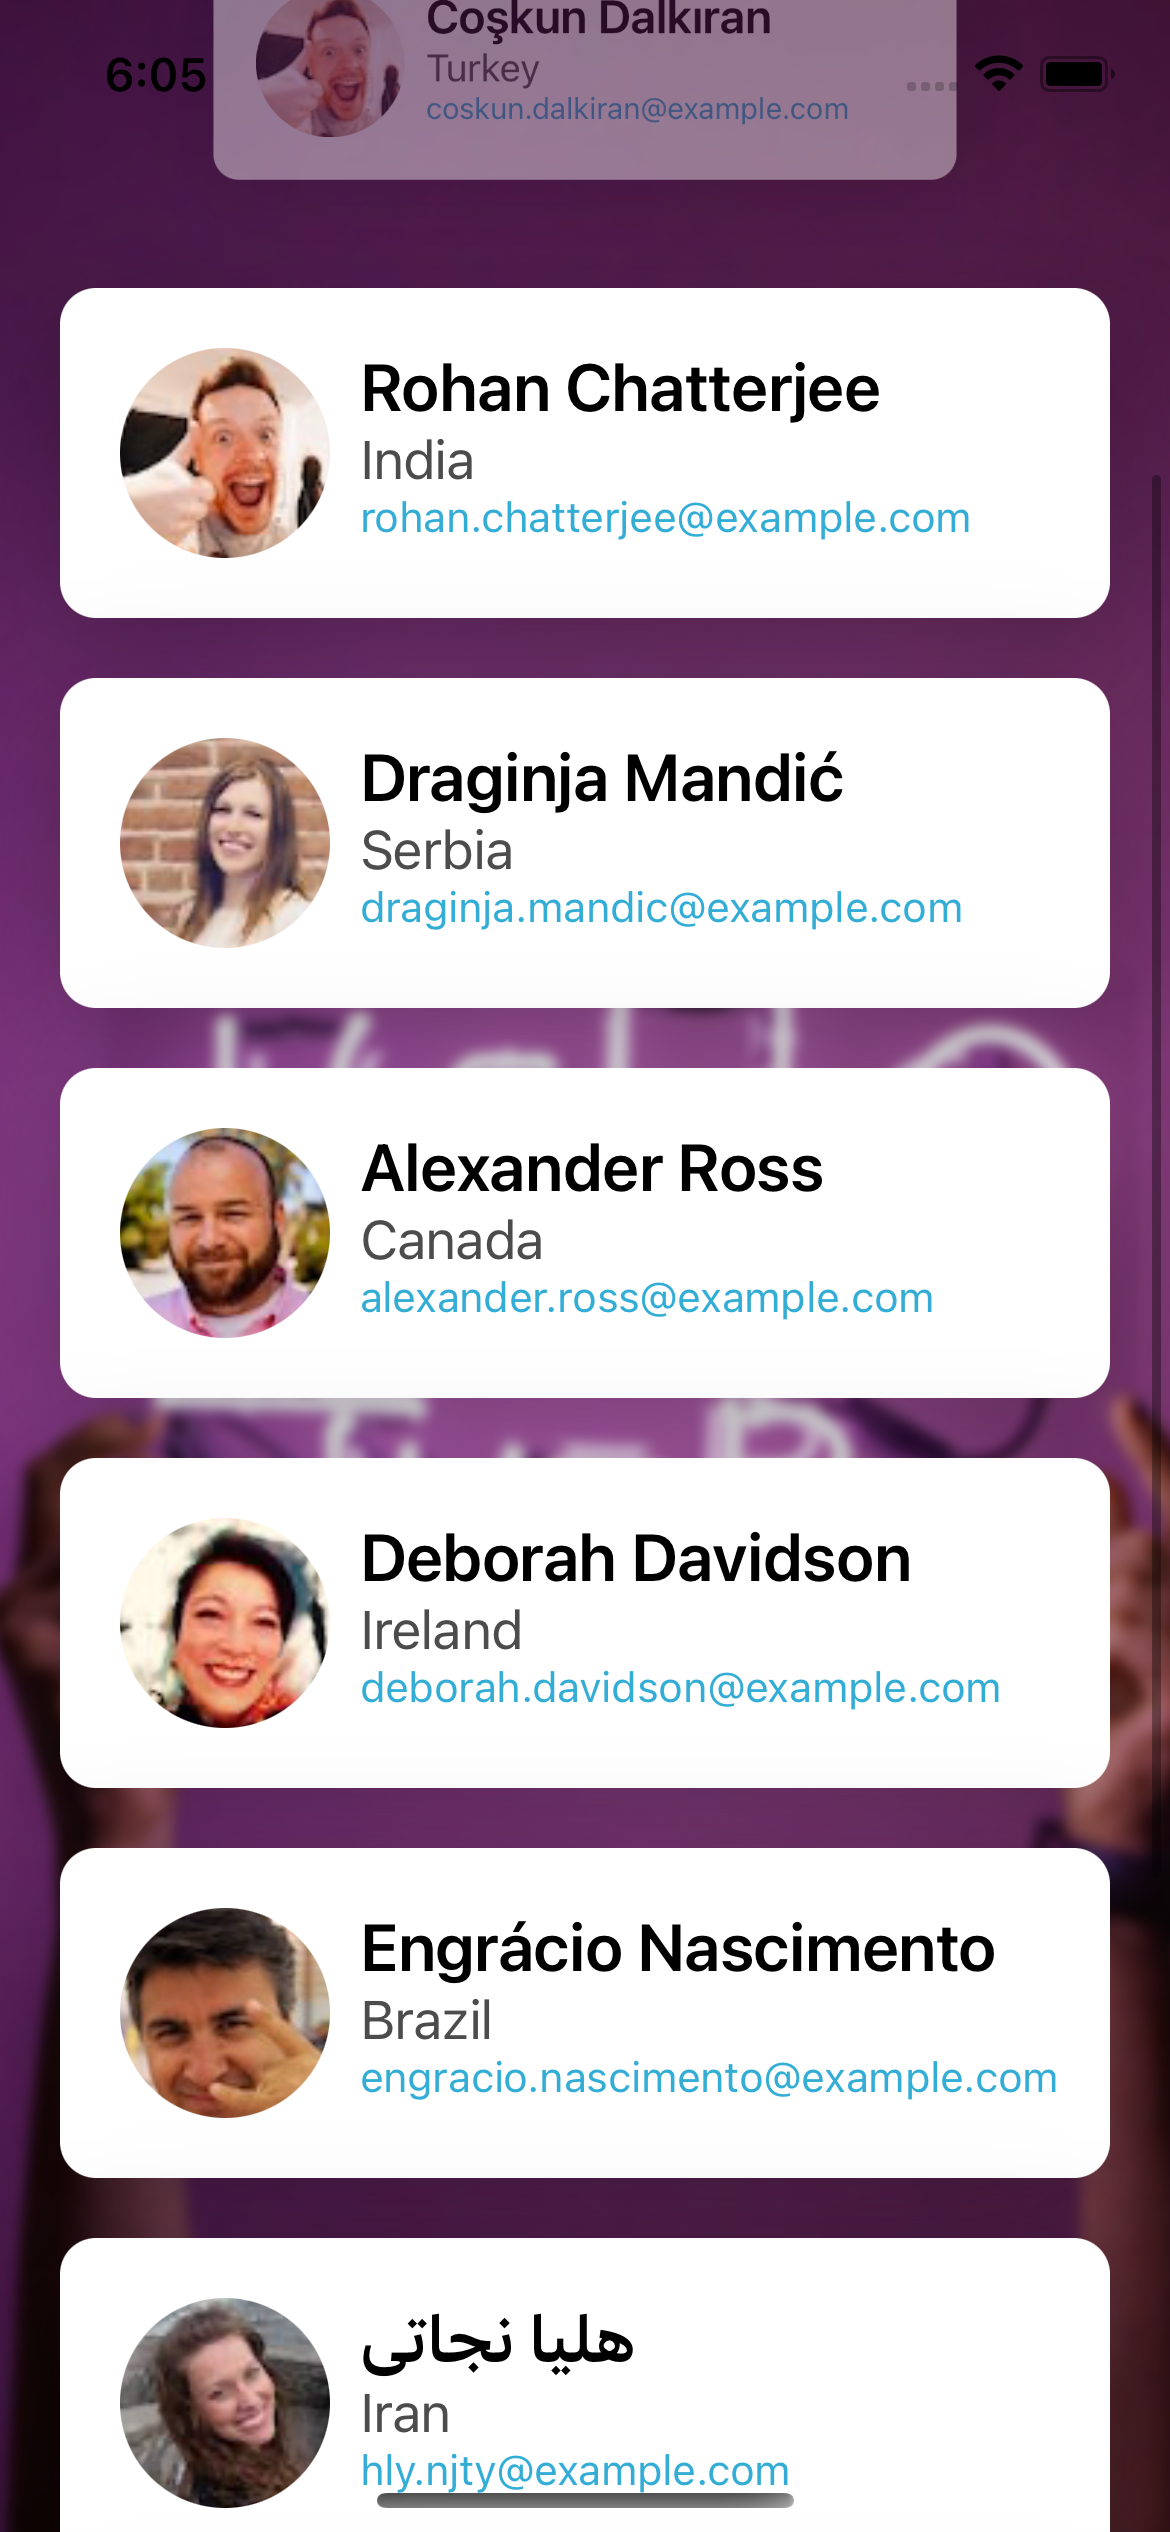 Coşkun Dalkıran
6:05
Turkey
coskun.dalkiran@example.com
Rohan Chatterjee
India
rohan.chatterjee@example.com
Draginja Mandić
Serbia
draginja.mandic@example.com
Alexander Ross
Canada
alexander.ross@example.com
Deborah Davidson
Ireland
deborah.davidson@example.com
Engrácio Nascimento
Brazil
engracio.nascimento@example.com
هلیا نجاتی
Iran
hly.njty@example.com